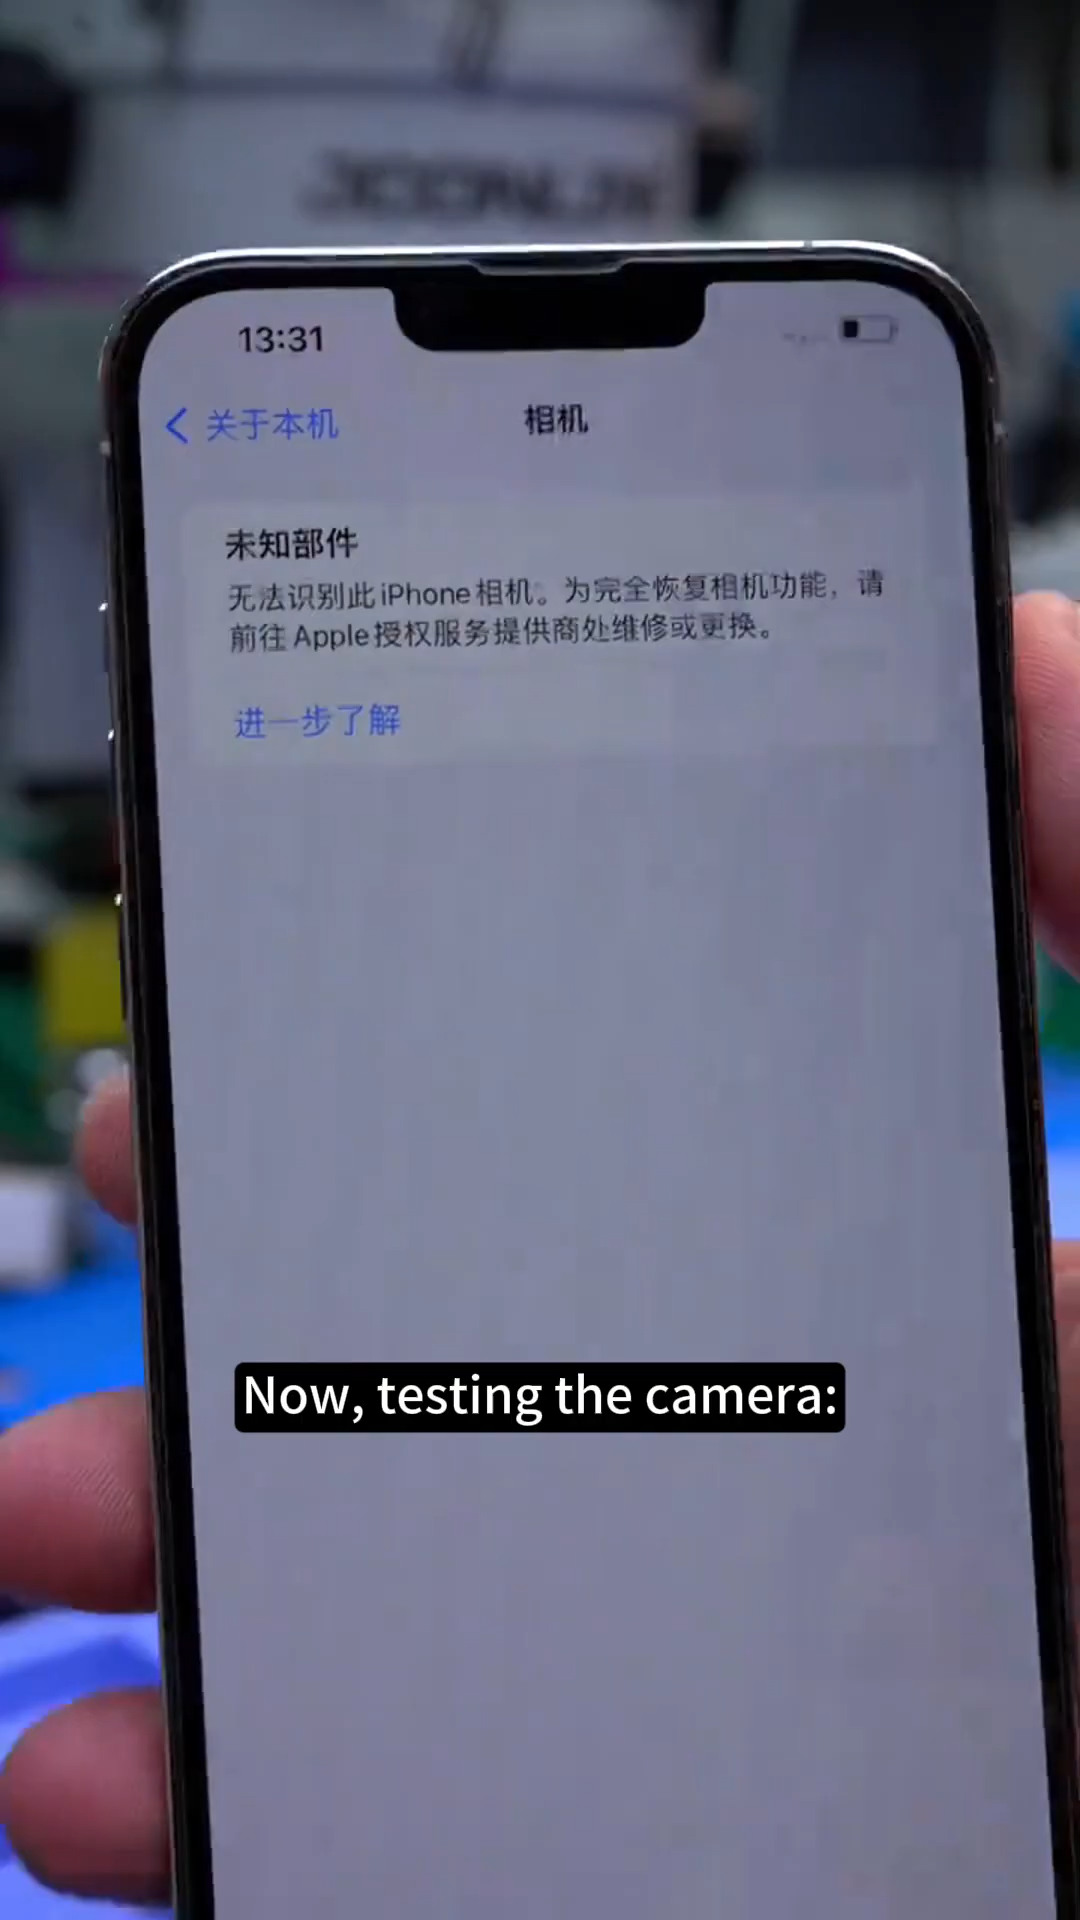 13:31
关于本机
相机
未知部件
无法识别此iPhone相机。为完全恢复相机功能，请
前往Apple授权服务提供商处维修或更换。
进一步了解
Now, testing the camera: